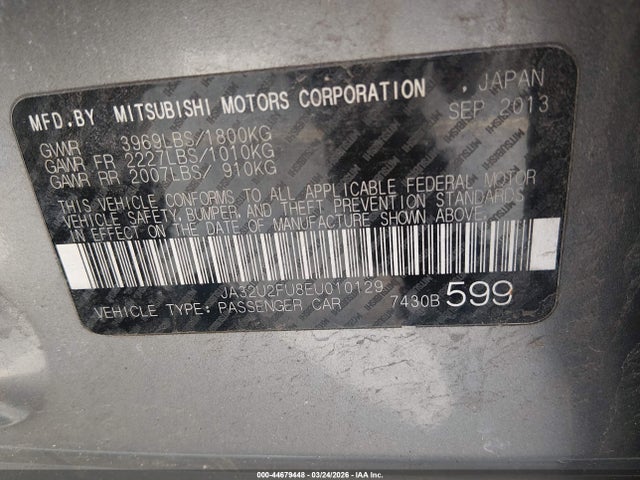 MFD.BY MITSUBISHI MOTORS CORPORATION . JAPAN
SEP 2013
GVWR 3969LBS/1800KG
GAWR FR 2227LBS/1010KG
GAWR RR 2007LBS/ 910KG
THIS VEHICLE CONFORMS TO ALL APPLICABLE FEDERAL MOTOR
VEHICLE SAFETY, BUMPER, AND THEFT PREVENTION STANDARDS
IN EFFECT ON THE DATE OF MANUFACTURE SHOWN ABOVE.
JA32U2FU8EU010129
VEHICLE TYPE: PASSENGER CAR 7430B 599
000-44679448 | 03/24/2026 | IAA Inc.